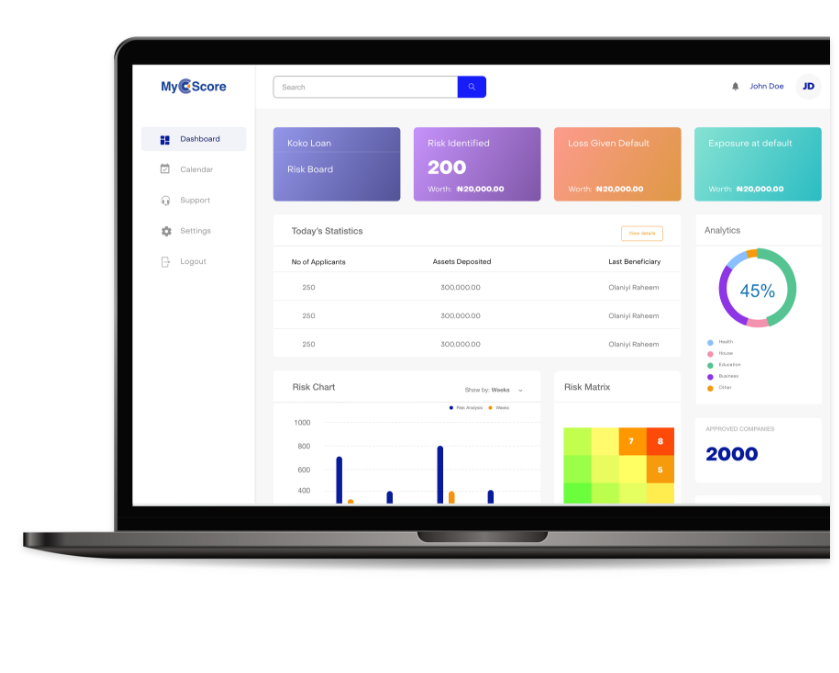 MyCScore
Search
John Doe
JD
Dashboard
Calendar
Support
Settings
Logout
Koko Loan
Risk Board
Risk Identified
200
Worth: ₦20,000.00
Loss Given Default
Worth: ₦20,000.00
Exposure at default
Worth: ₦20,000.00
Today's Statistics
View details
No of Applicants Assets Deposited Last Beneficiary
250 300,000.00 Olaniyi Raheem
250 300,000.00 Olaniyi Raheem
250 300,000.00 Olaniyi Raheem
Analytics
45%
Health
House
Education
Business
Other
Risk Chart
Show by: Weeks
Risk Analysis Weeks
1000
800
600
400
Risk Matrix
7 8
5
APPROVED COMPANIES
2000